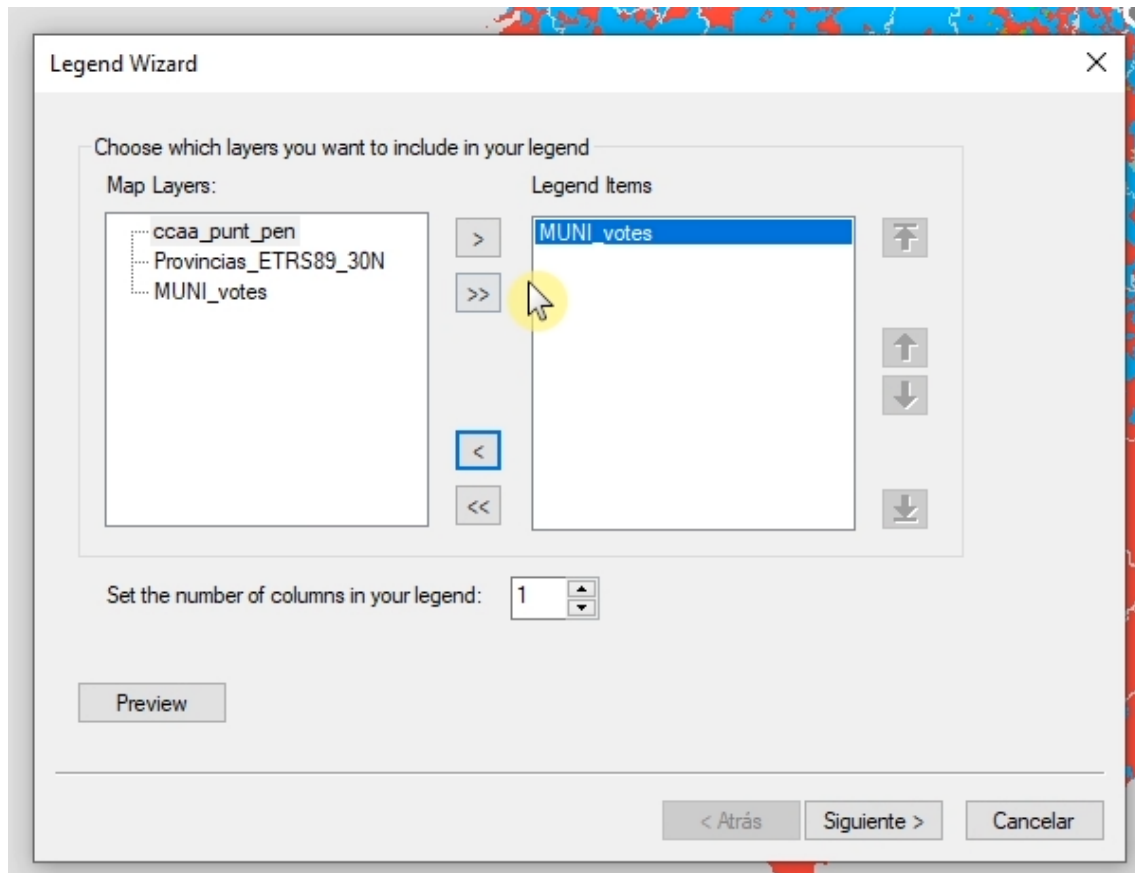 Legend Wizard
Choose which layers you want to include in your legend
Map Layers:
Legend Items
ccaa_punt_pen
Provincias_ETRS89_30N
MUNI_votes
>
>>
<
<<
MUNI_votes
Set the number of columns in your legend:
1
Preview
< Atrás
Siguiente >
Cancelar